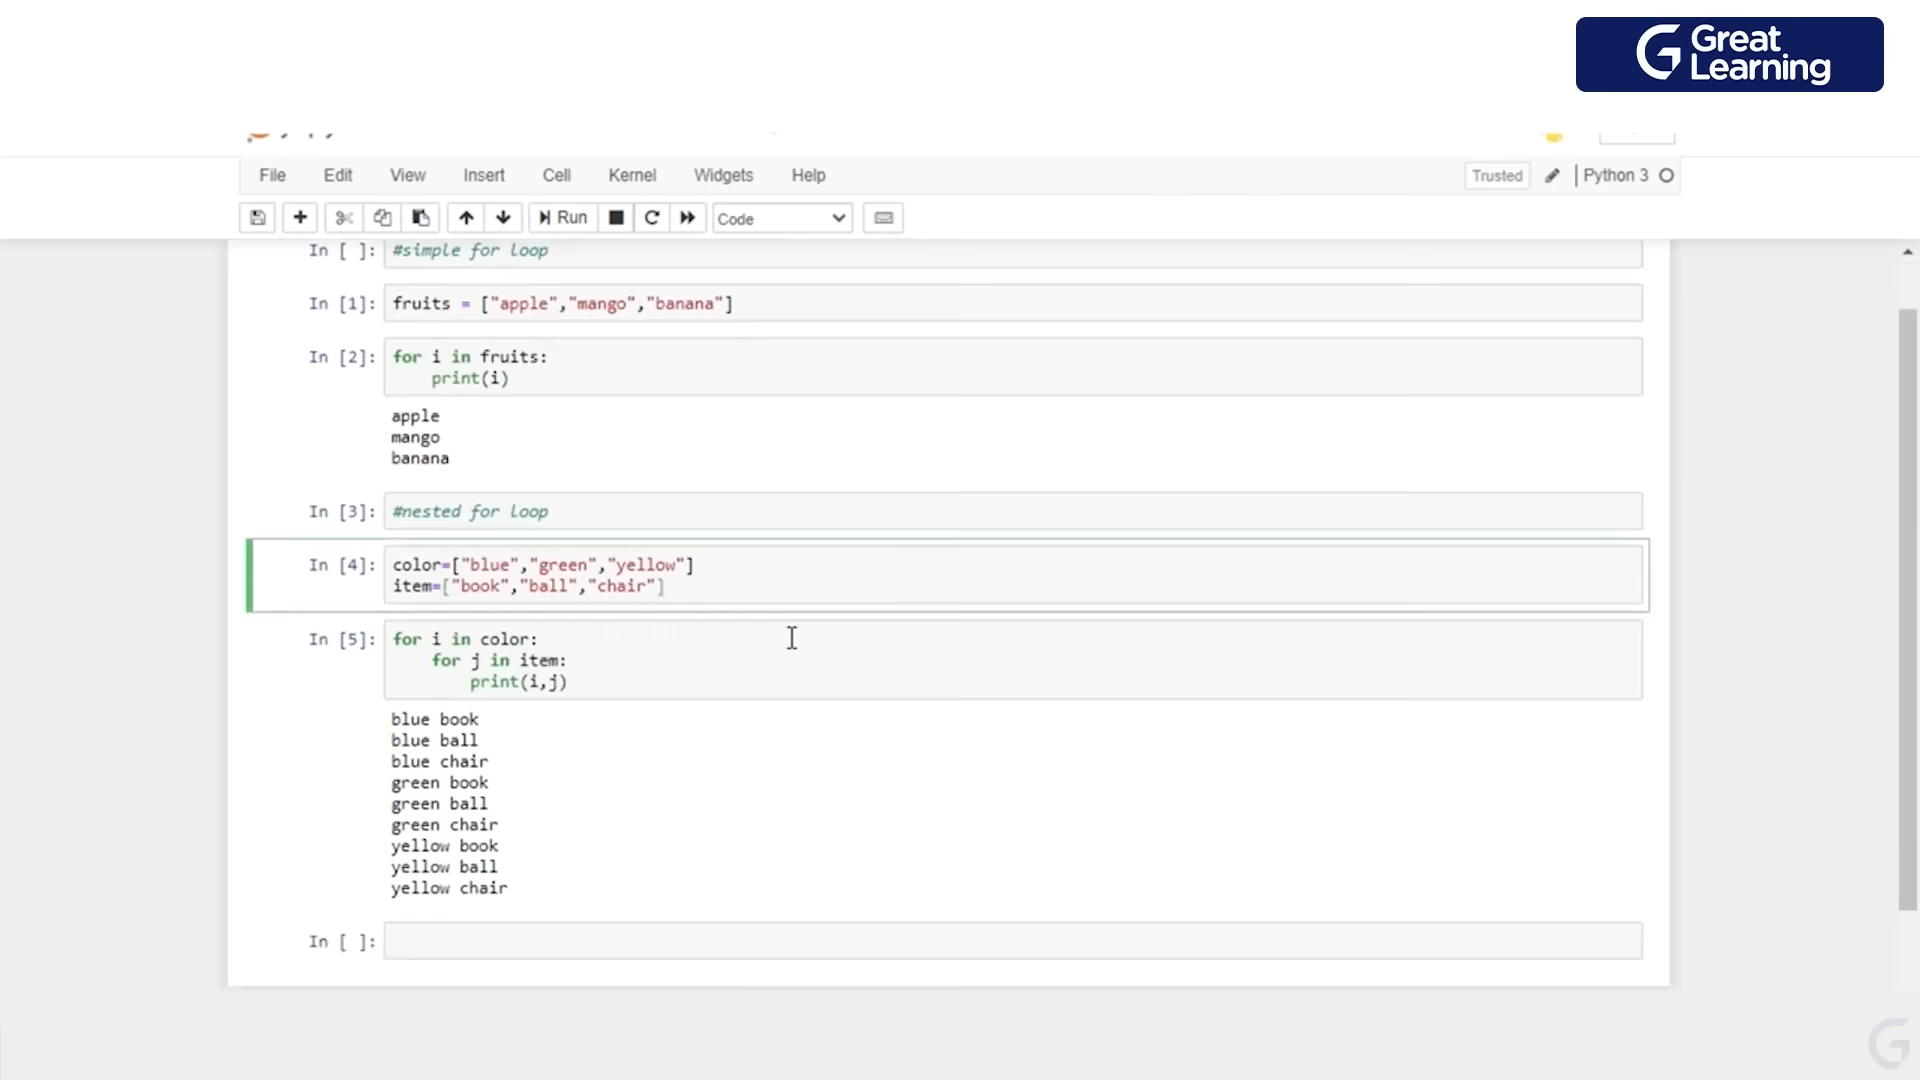 Great
Learning
File Edit View Insert Cell Kernel Widgets Help Trusted Python 3
Run Code
In [ ]: #simple for loop
In [1]: fruits = ["apple","mango","banana"]
In [2]: for i in fruits:
print(i)
apple
mango
banana
In [3]: #nested for loop
In [4]: color=["blue","green","yellow"]
item=["book","ball","chair"]
In [5]: for i in color:
for j in item:
print(i,j)
blue book
blue ball
blue chair
green book
green ball
green chair
yellow book
yellow ball
yellow chair
In [ ]: